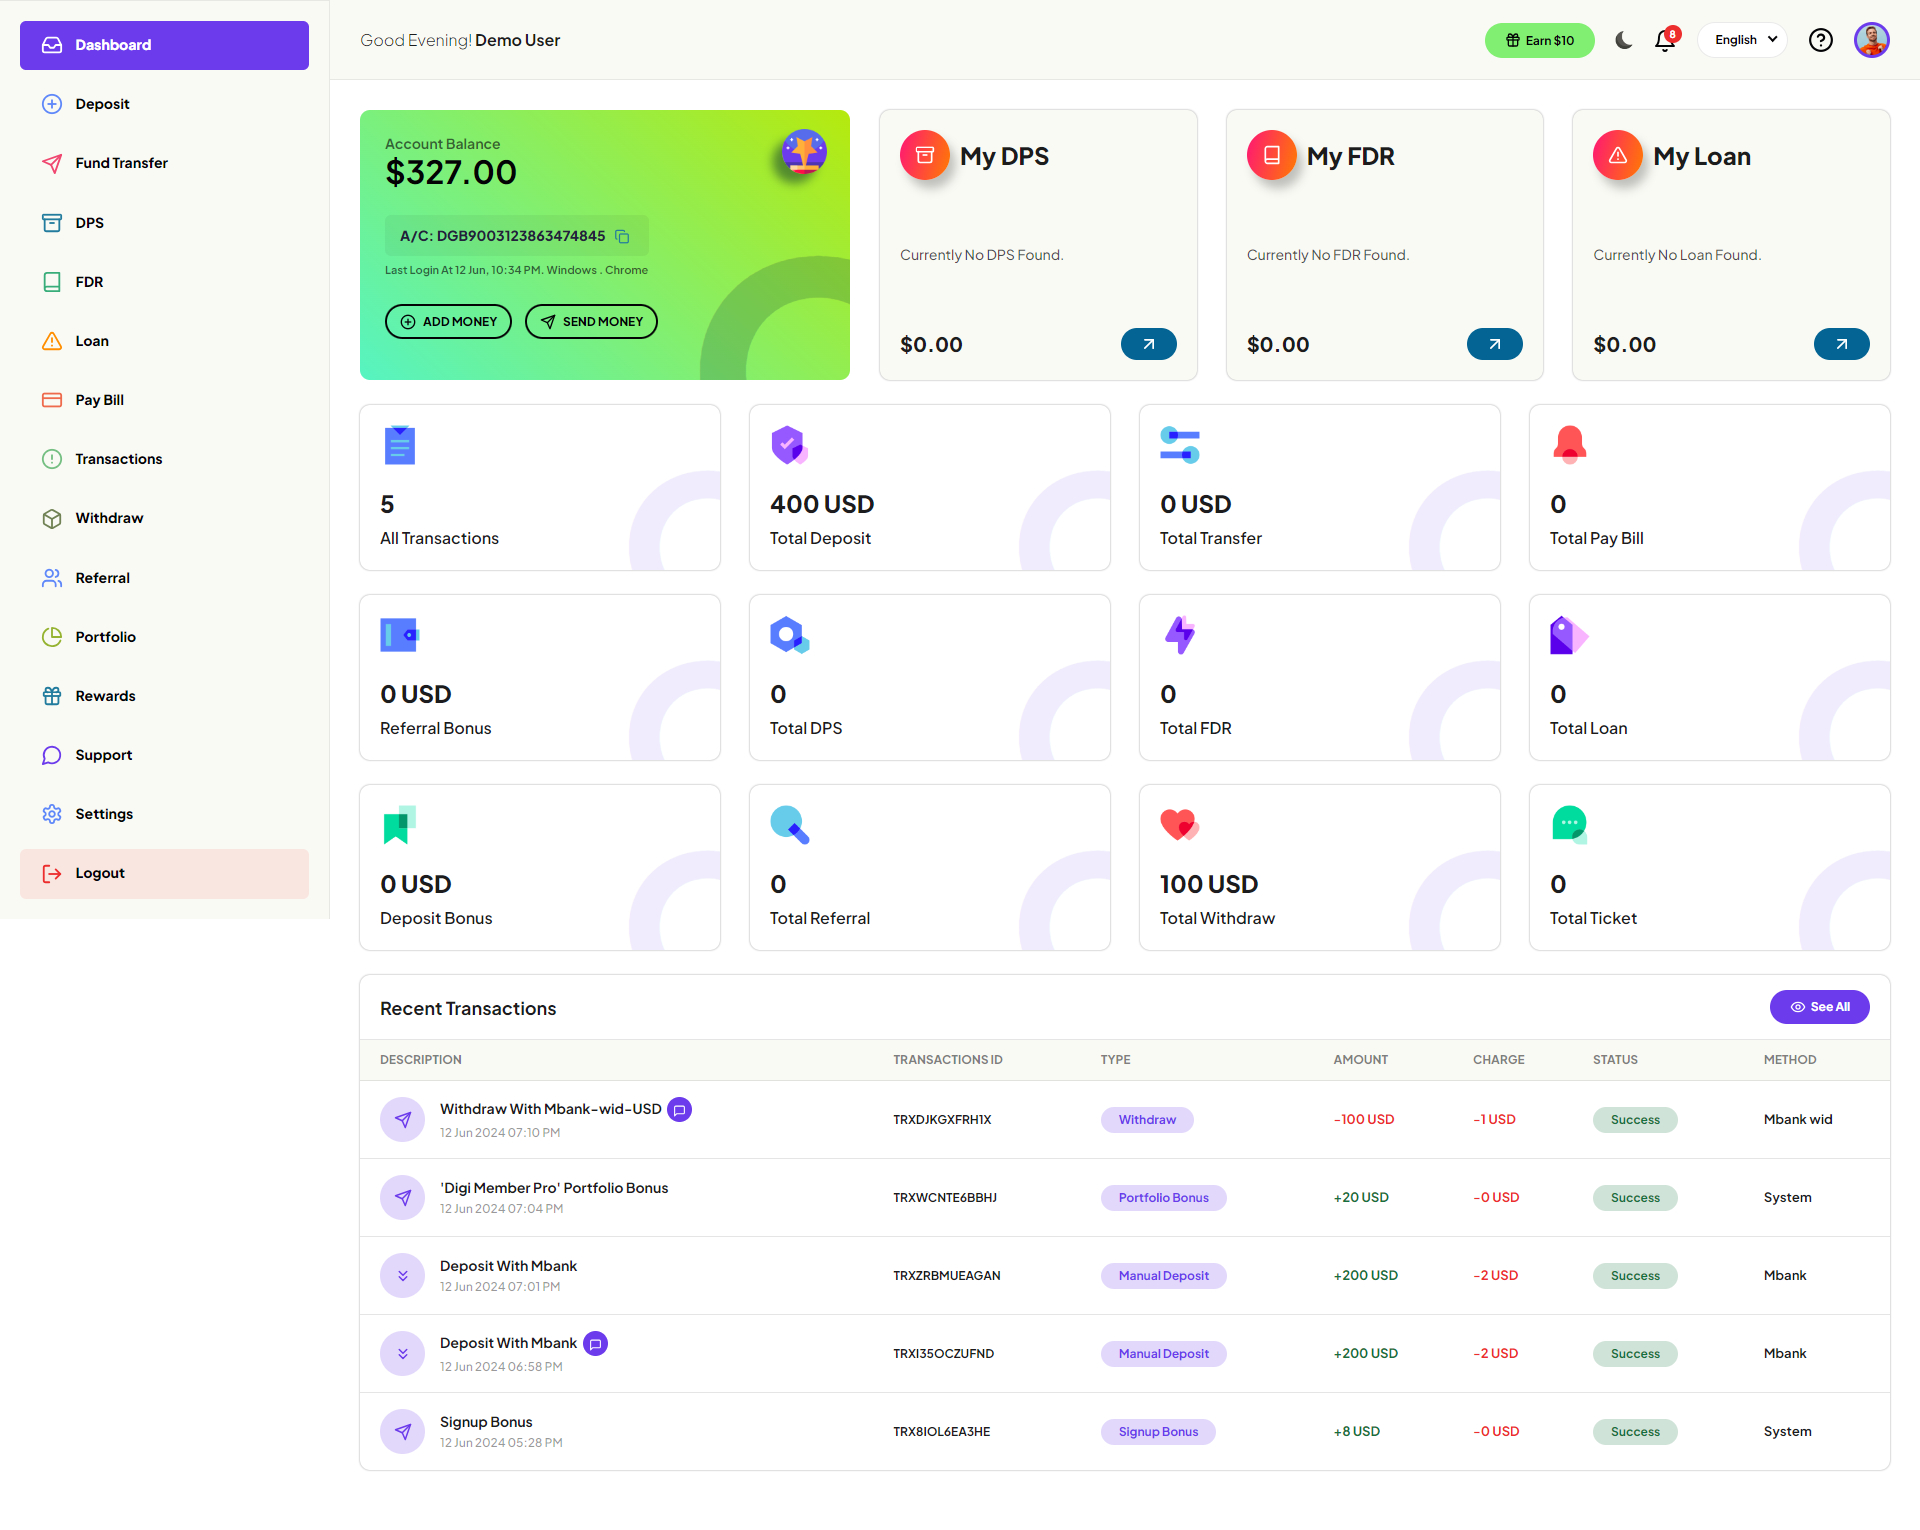 Dashboard
Deposit
Fund Transfer
DPS
FDR
Loan
Pay Bill
Transactions
Withdraw
Referral
Portfolio
Rewards
Support
Settings
Logout
Good Evening! Demo User
Earn $10
8
English
Account Balance
$327.00
A/C: DGB9003123863474845
Last Login At 12 Jun, 10:34 PM. Windows . Chrome
ADD MONEY
SEND MONEY
My DPS
Currently No DPS Found.
$0.00
My FDR
Currently No FDR Found.
$0.00
My Loan
Currently No Loan Found.
$0.00
5
All Transactions
400 USD
Total Deposit
0 USD
Total Transfer
0
Total Pay Bill
0 USD
Referral Bonus
0
Total DPS
0
Total FDR
0
Total Loan
0 USD
Deposit Bonus
0
Total Referral
100 USD
Total Withdraw
0
Total Ticket
Recent Transactions
See All
DESCRIPTION TRANSACTIONS ID TYPE AMOUNT CHARGE STATUS METHOD
Withdraw With Mbank-wid-USD
12 Jun 2024 07:10 PM
TRXDJKGXFRH1X Withdraw -100 USD -1 USD Success Mbank wid
'Digi Member Pro' Portfolio Bonus
12 Jun 2024 07:04 PM
TRXWCNTE6BBHJ Portfolio Bonus +20 USD -0 USD Success System
Deposit With Mbank
12 Jun 2024 07:01 PM
TRXZRBMUEAGAN Manual Deposit +200 USD -2 USD Success Mbank
Deposit With Mbank
12 Jun 2024 06:58 PM
TRXI35OCZUFND Manual Deposit +200 USD -2 USD Success Mbank
Signup Bonus
12 Jun 2024 05:28 PM
TRX8IOL6EA3HE Signup Bonus +8 USD -0 USD Success System